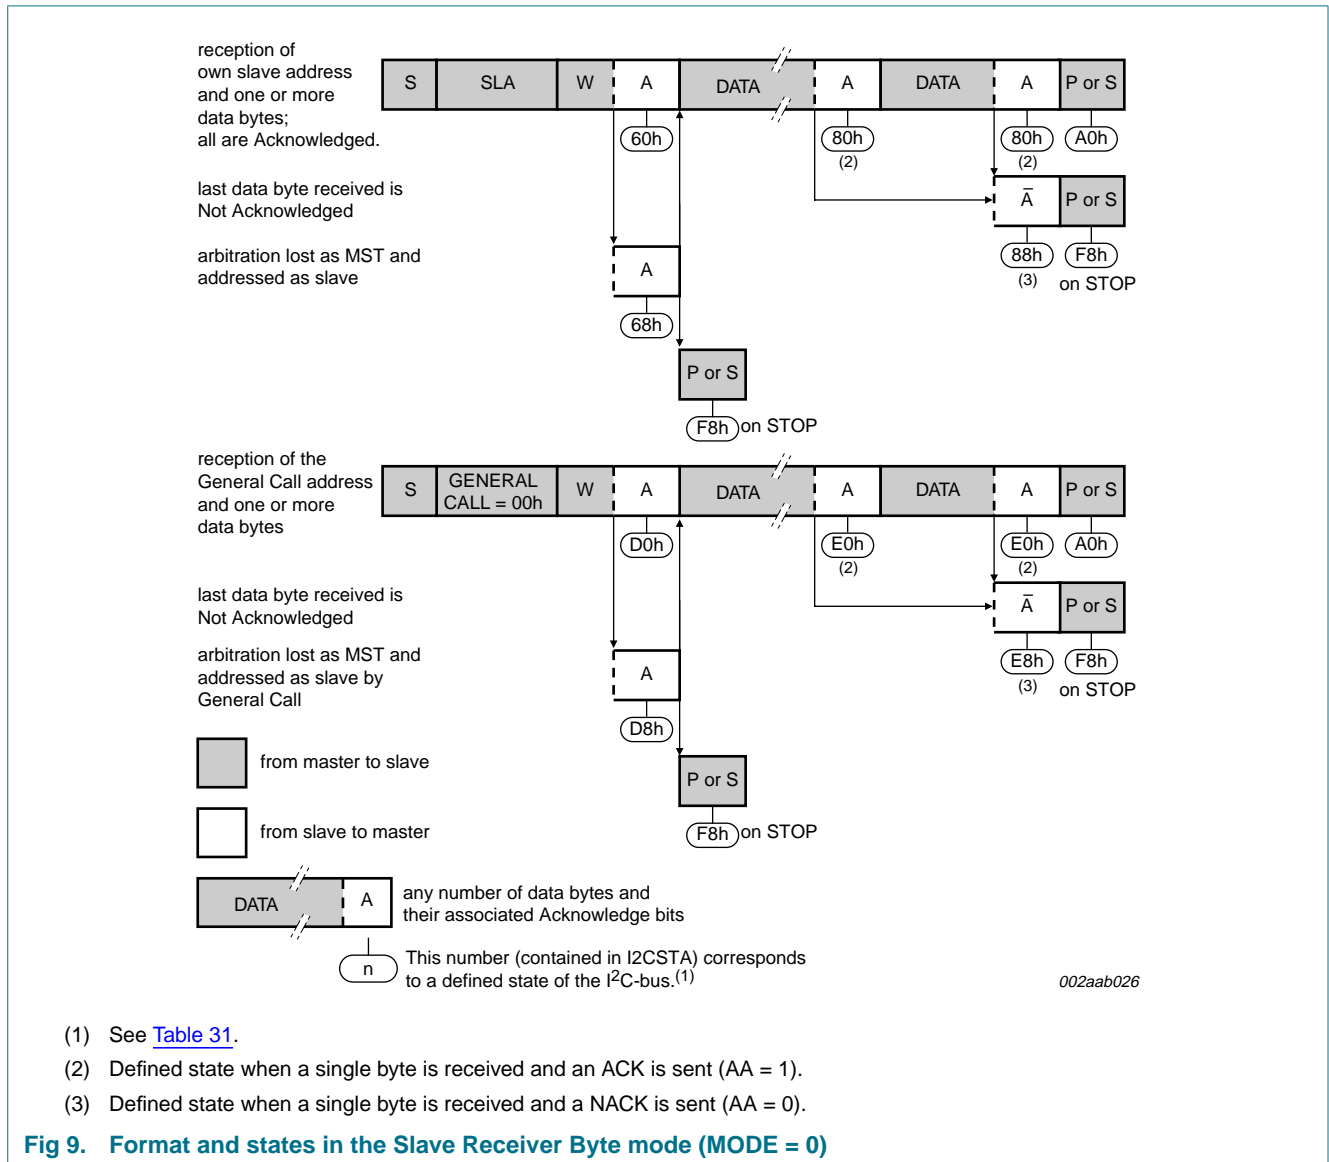 reception of
own slave address
and one or more
data bytes;
all are Acknowledged.
S SLA W A DATA A DATA A P or S
60h 80h 80h A0h
(2) (2)
last data byte received is
Not Acknowledged
Ā P or S
88h F8h
(3) on STOP
arbitration lost as MST and
addressed as slave
A
68h
P or S
F8h on STOP
reception of the
General Call address
and one or more
data bytes
S GENERAL CALL = 00h W A DATA A DATA A P or S
D0h E0h E0h A0h
(2) (2)
last data byte received is
Not Acknowledged
Ā P or S
E8h F8h
(3) on STOP
arbitration lost as MST and
addressed as slave by
General Call
A
D8h
P or S
F8h on STOP
from master to slave
from slave to master
DATA A
any number of data bytes and
their associated Acknowledge bits
n
This number (contained in I2CSTA) corresponds
to a defined state of the I²C-bus.(1)
002aab026
(1) See Table 31.
(2) Defined state when a single byte is received and an ACK is sent (AA = 1).
(3) Defined state when a single byte is received and a NACK is sent (AA = 0).
Fig 9. Format and states in the Slave Receiver Byte mode (MODE = 0)